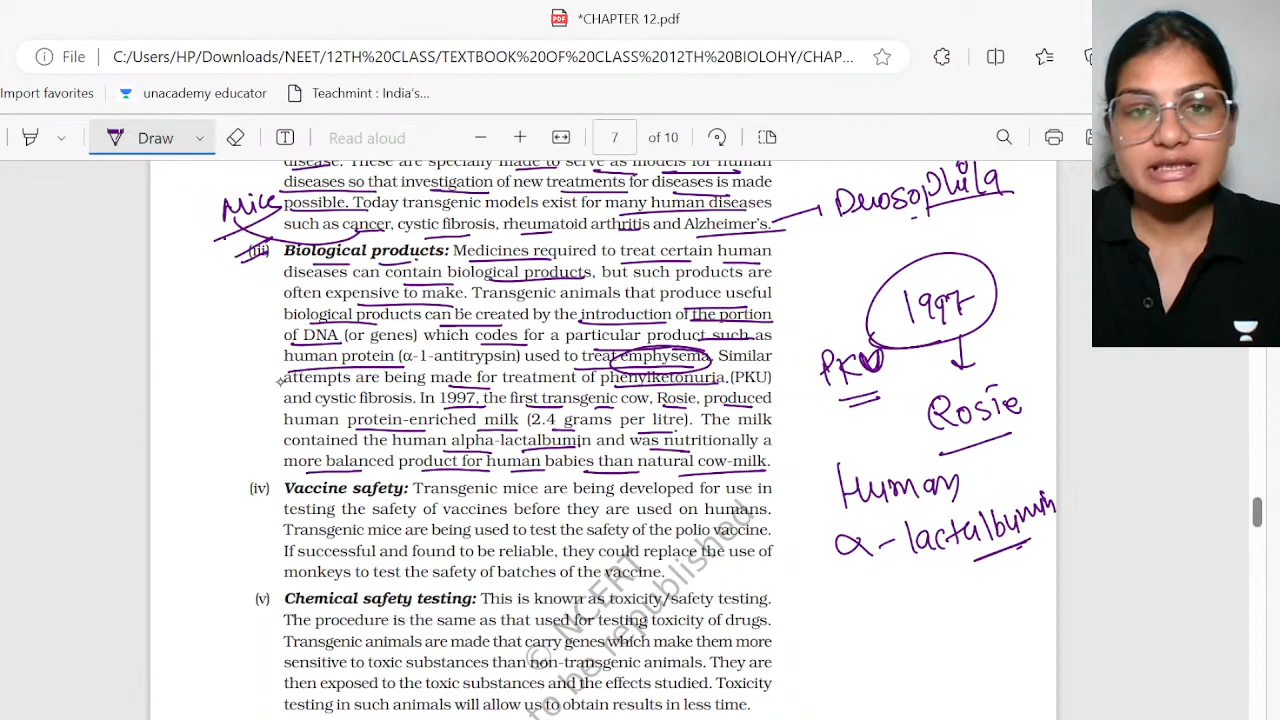 *CHAPTER 12.pdf
File
C:/Users/HP/Downloads/NEET/12TH%20CLASS/TEXTBOOK%20OF%20CLASS%2012TH%20BIOLOHY/CHAP...
Import favorites
unacademy educator
Teachmint : India's...
Draw
Read aloud
7 of 10
disease. These are specially made to serve as models for human
diseases so that investigation of new treatments for diseases is made
possible. Today transgenic models exist for many human diseases
such as cancer, cystic fibrosis, rheumatoid arthritis and Alzheimer's.
(iii) Biological products: Medicines required to treat certain human
diseases can contain biological products, but such products are
often expensive to make. Transgenic animals that produce useful
biological products can be created by the introduction of the portion
of DNA (or genes) which codes for a particular product such as
human protein (α-1-antitrypsin) used to treat emphysema. Similar
attempts are being made for treatment of phenylketonuria (PKU)
and cystic fibrosis. In 1997, the first transgenic cow, Rosie, produced
human protein-enriched milk (2.4 grams per litre). The milk
contained the human alpha-lactalbumin and was nutritionally a
more balanced product for human babies than natural cow-milk.
(iv) Vaccine safety: Transgenic mice are being developed for use in
testing the safety of vaccines before they are used on humans.
Transgenic mice are being used to test the safety of the polio vaccine.
If successful and found to be reliable, they could replace the use of
monkeys to test the safety of batches of the vaccine.
(v) Chemical safety testing: This is known as toxicity/safety testing.
The procedure is the same as that used for testing toxicity of drugs.
Transgenic animals are made that carry genes which make them more
sensitive to toxic substances than non-transgenic animals. They are
then exposed to the toxic substances and the effects studied. Toxicity
testing in such animals will allow us to obtain results in less time.
© NCERT
to be republished
Mice
1997
PKU
Rosie
Human
α-lactalbumin